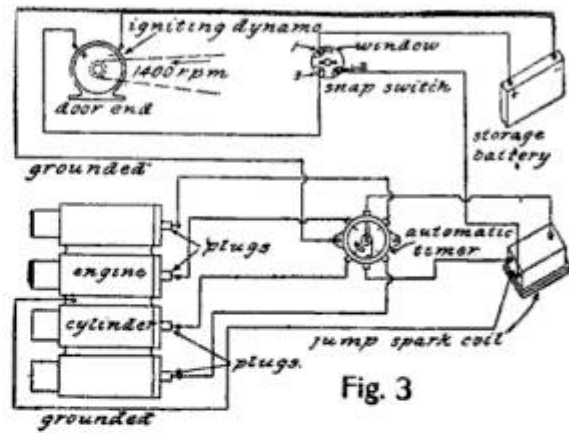 igniting dynamo
window
1400 rpm
door end
snap switch
storage
battery
grounded
plugs
automatic
timer
engine
cylinder
jump spark coil
plugs.
Fig. 3
grounded